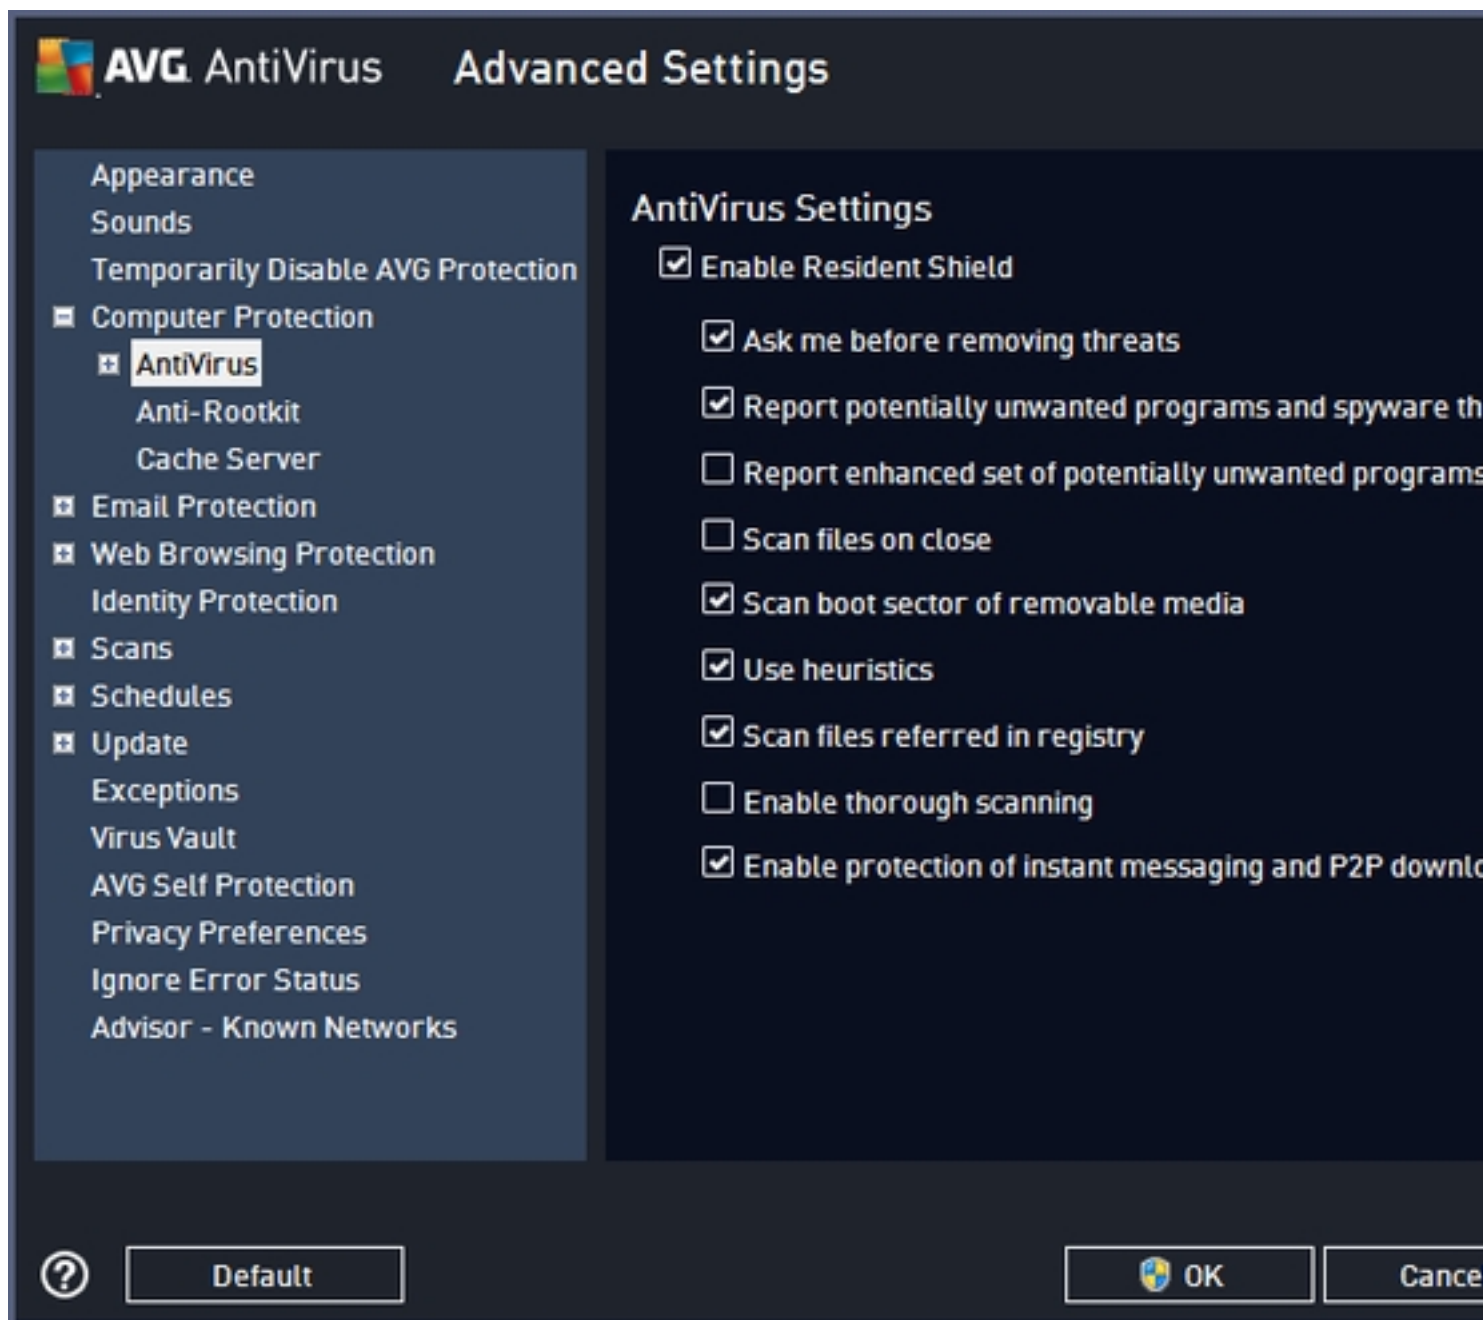 AVG AntiVirus Advanced Settings
Appearance
Sounds
Temporarily Disable AVG Protection
Computer Protection
AntiVirus
Anti-Rootkit
Cache Server
Email Protection
Web Browsing Protection
Identity Protection
Scans
Schedules
Update
Exceptions
Virus Vault
AVG Self Protection
Privacy Preferences
Ignore Error Status
Advisor - Known Networks
AntiVirus Settings
Enable Resident Shield
Ask me before removing threats
Report potentially unwanted programs and spyware th
Report enhanced set of potentially unwanted programs
Scan files on close
Scan boot sector of removable media
Use heuristics
Scan files referred in registry
Enable thorough scanning
Enable protection of instant messaging and P2P downlo
? Default OK Cance